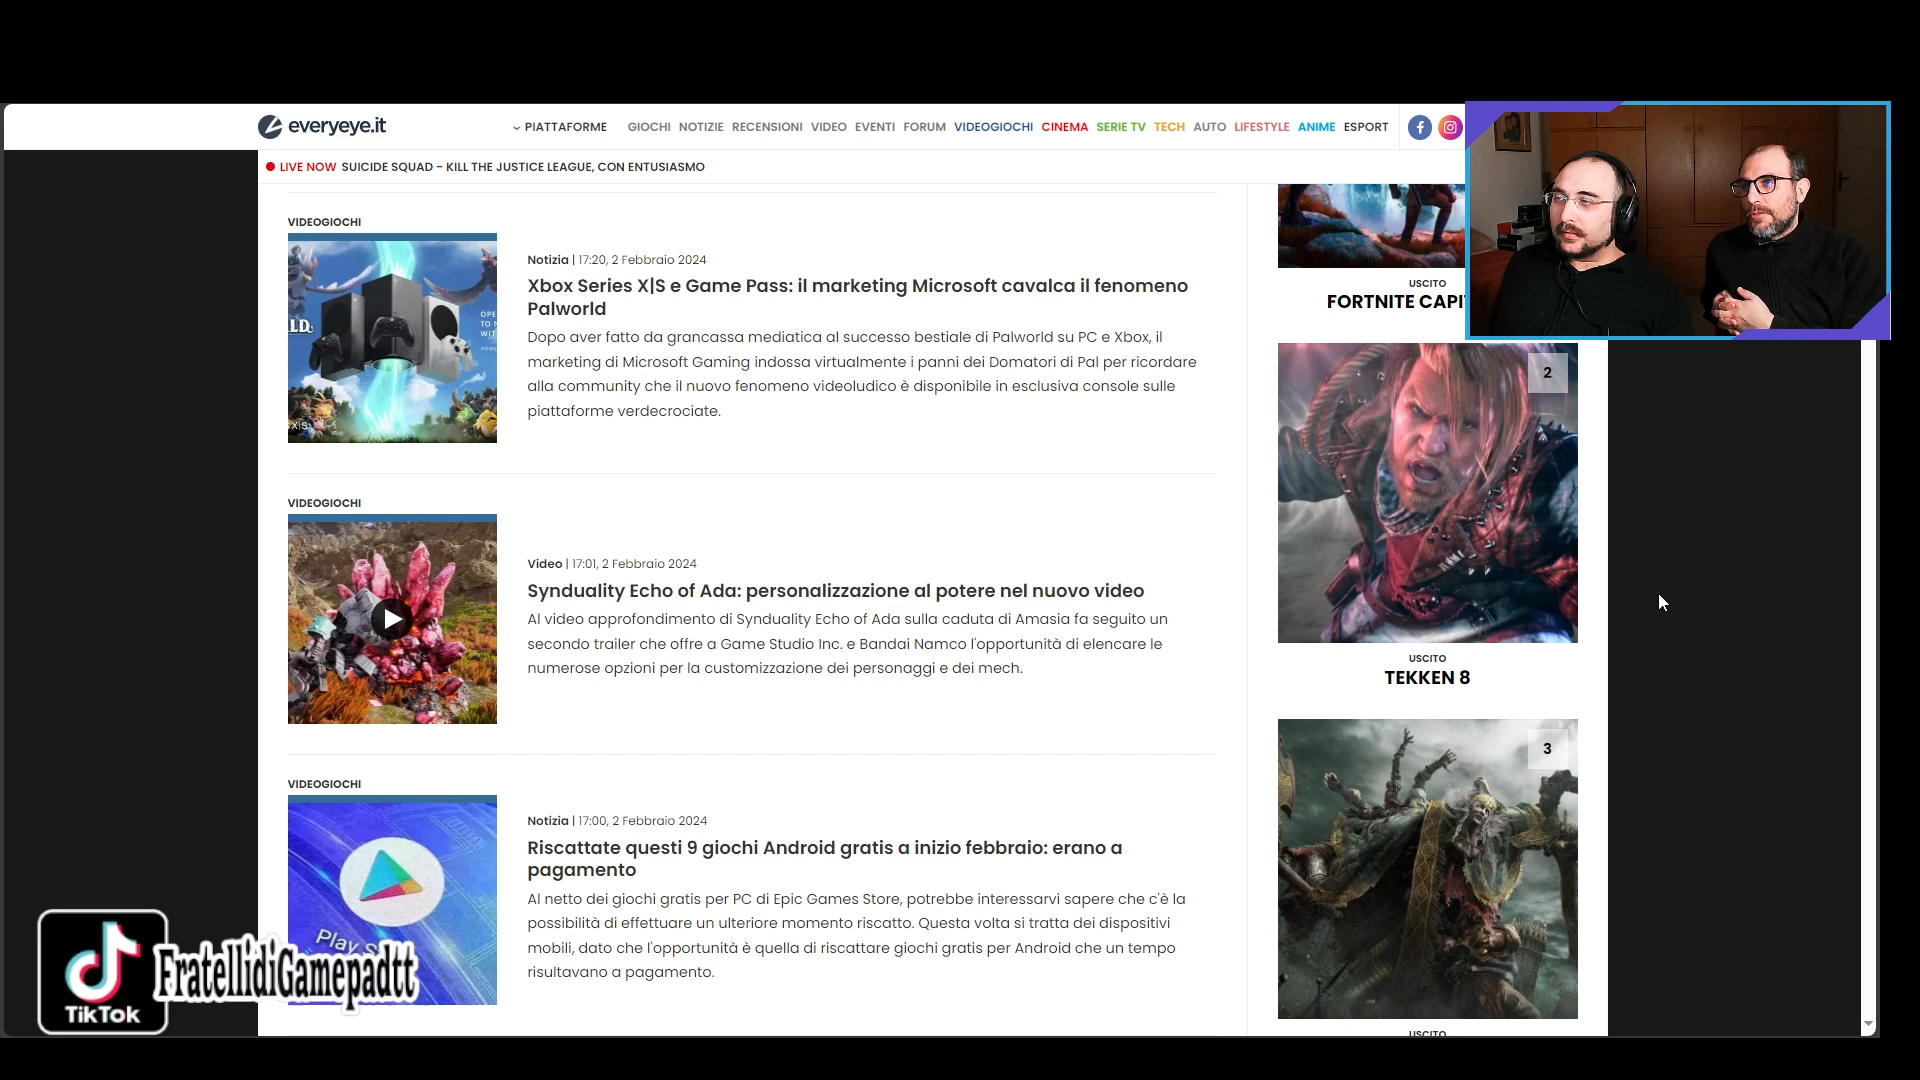 everyeye.it
PIATTAFORME GIOCHI NOTIZIE RECENSIONI VIDEO EVENTI FORUM VIDEOGIOCHI CINEMA SERIE TV TECH AUTO LIFESTYLE ANIME ESPORT
LIVE NOW SUICIDE SQUAD - KILL THE JUSTICE LEAGUE, CON ENTUSIASMO
VIDEOGIOCHI
Notizia | 17:20, 2 Febbraio 2024
Xbox Series X|S e Game Pass: il marketing Microsoft cavalca il fenomeno
Palworld
Dopo aver fatto da grancassa mediatica al successo bestiale di Palworld su PC e Xbox, il
marketing di Microsoft Gaming indossa virtualmente i panni dei Domatori di Pal per ricordare
alla community che il nuovo fenomeno videoludico è disponibile in esclusiva console sulle
piattaforme verdecrociate.
LD
OPE
TO N
WIT
X|S
VIDEOGIOCHI
Video | 17:01, 2 Febbraio 2024
Synduality Echo of Ada: personalizzazione al potere nel nuovo video
Al video approfondimento di Synduality Echo of Ada sulla caduta di Amasia fa seguito un
secondo trailer che offre a Game Studio Inc. e Bandai Namco l'opportunità di elencare le
numerose opzioni per la customizzazione dei personaggi e dei mech.
VIDEOGIOCHI
Notizia | 17:00, 2 Febbraio 2024
Riscattate questi 9 giochi Android gratis a inizio febbraio: erano a
pagamento
Al netto dei giochi gratis per PC di Epic Games Store, potrebbe interessarvi sapere che c'è la
possibilità di effettuare un ulteriore momento riscatto. Questa volta si tratta dei dispositivi
mobili, dato che l'opportunità è quella di riscattare giochi gratis per Android che un tempo
risultavano a pagamento.
Play S
TikTok
FratellidiGamepadtt
USCITO
FORTNITE CAPI
2
USCITO
TEKKEN 8
3
USCITO